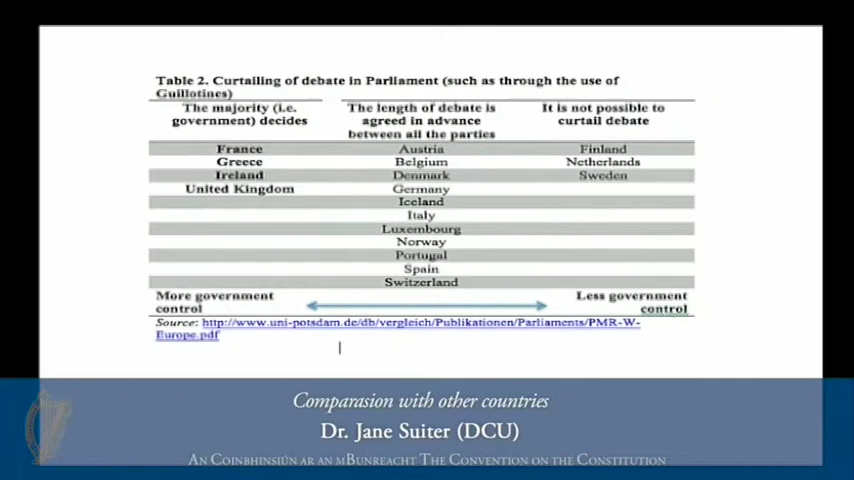 Table 2. Curtailing of debate in Parliament (such as through the use of
Guillotines)
The majority (i.e.
government) decides
The length of debate is
agreed in advance
between all the parties
It is not possible to
curtail debate
France Austria Finland
Greece Belgium Netherlands
Ireland Denmark Sweden
United Kingdom Germany
Iceland
Italy
Luxembourg
Norway
Portugal
Spain
Switzerland
More government
control
Less government
control
Source: http://www.uni-potsdam.de/db/vergleich/Publikationen/Parliaments/PMR-W-
Europe.pdf
Comparasion with other countries
Dr. Jane Suiter (DCU)
An Coinbhinsiún ar an mBunreacht The Convention on the Constitution